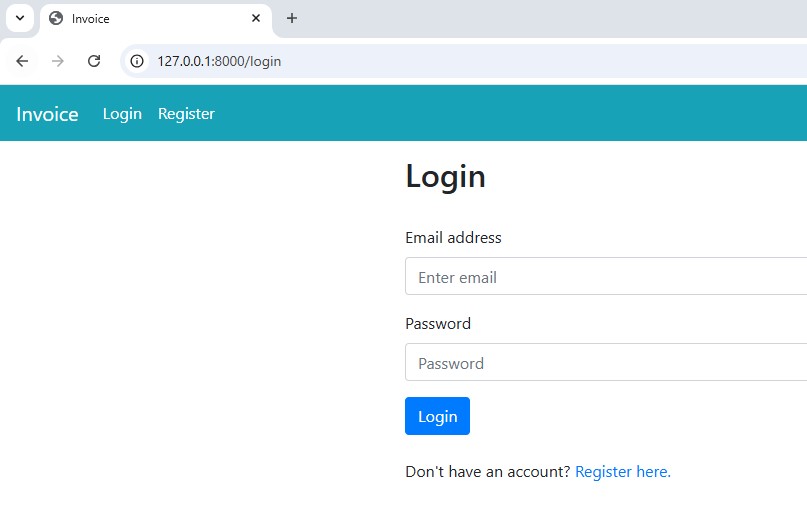 Invoice
127.0.0.1:8000/login
Invoice Login Register
Login
Email address
Enter email
Password
Password
Login
Don't have an account? Register here.